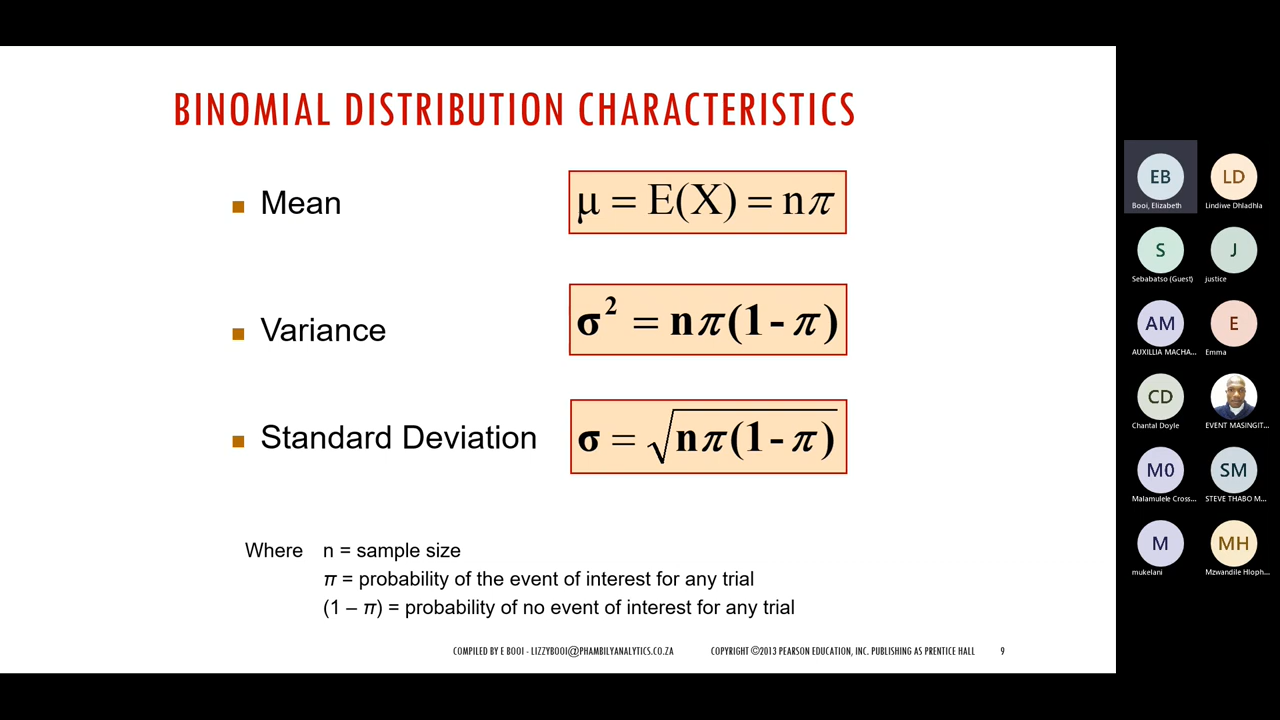 BINOMIAL DISTRIBUTION CHARACTERISTICS
Mean
μ = E(X) = nπ
Variance
σ² = nπ(1 - π)
Standard Deviation
σ = √nπ(1 - π)
Where n = sample size
π = probability of the event of interest for any trial
(1 – π) = probability of no event of interest for any trial
COMPILED BY E BOOI - LIZZYBOOI@PHAMBILYANALYTICS.CO.ZA COPYRIGHT ©2013 PEARSON EDUCATION, INC. PUBLISHING AS PRENTICE HALL 9
EB LD
Booi, Elizabeth Lindiwe Dhladhla
S J
Sebabatso (Guest) justice
AM E
AUXILLIA MACHA... Emma
CD
Chantal Doyle EVENT MASINGIT...
M0 SM
Malamulele Cross... STEVE THABO M...
M MH
mukelani Mzwandile Hloph...